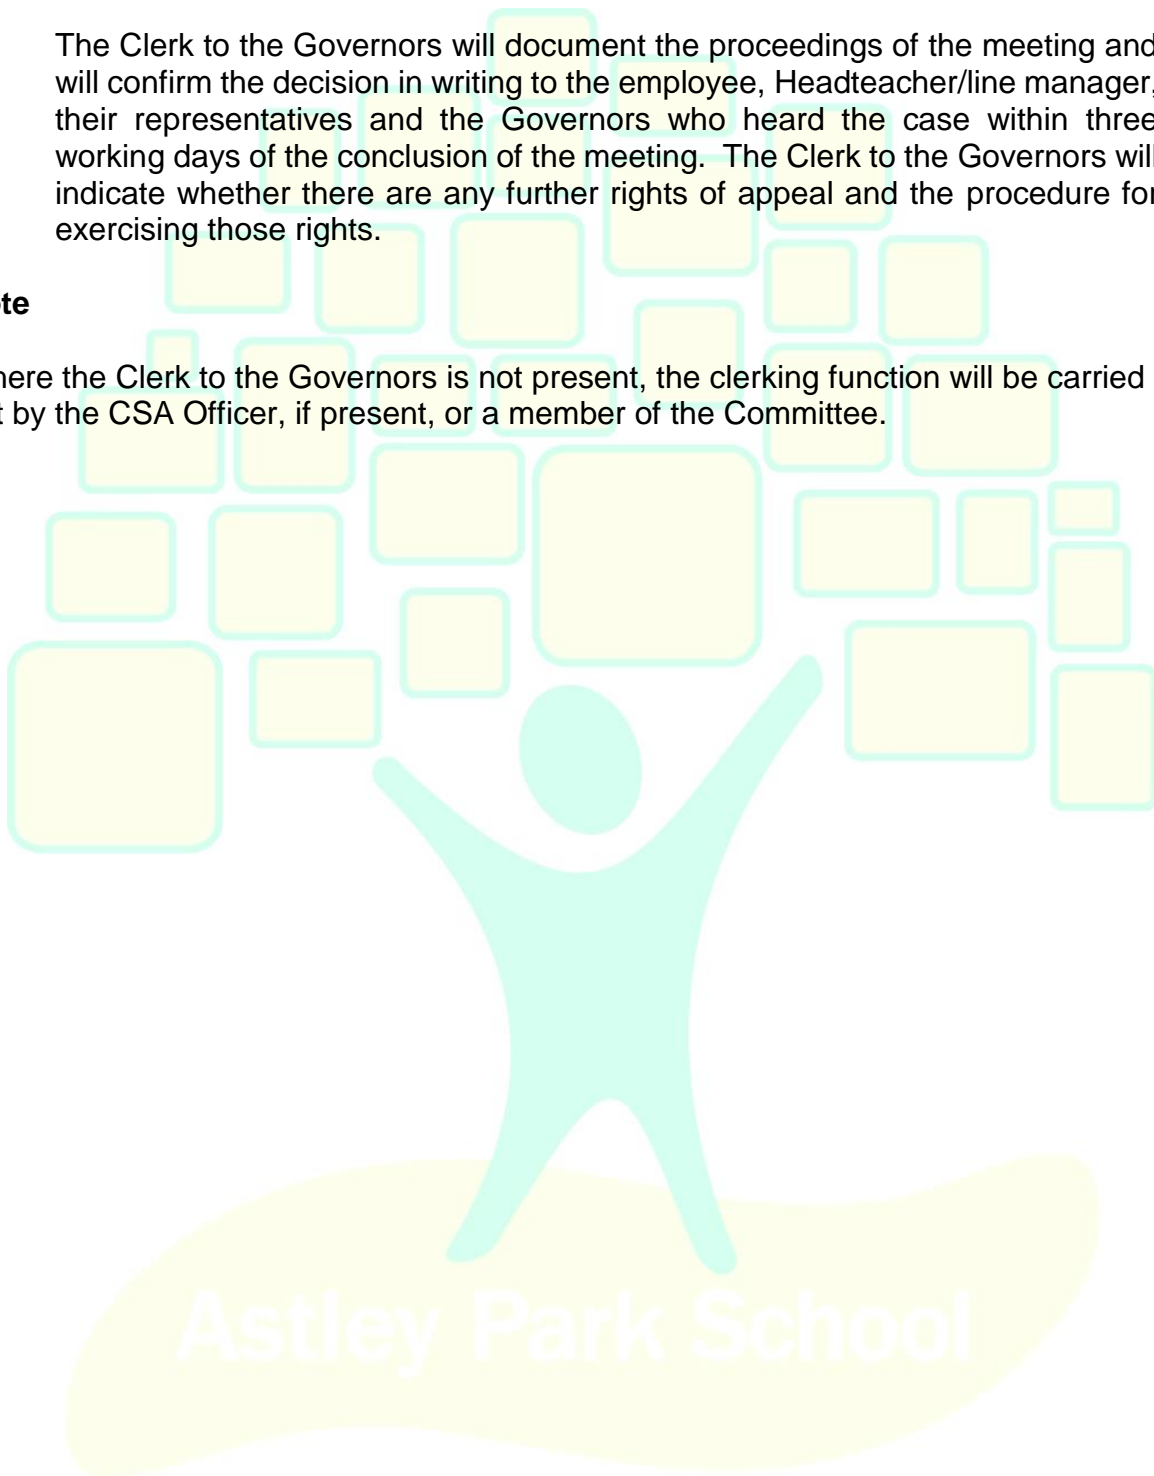 The Clerk to the Governors will document the proceedings of the meeting and
will confirm the decision in writing to the employee, Headteacher/line manager,
their representatives and the Governors who heard the case within three
working days of the conclusion of the meeting. The Clerk to the Governors will
indicate whether there are any further rights of appeal and the procedure for
exercising those rights.
te
here the Clerk to the Governors is not present, the clerking function will be carried
t by the CSA Officer, if present, or a member of the Committee.
Astley Park School